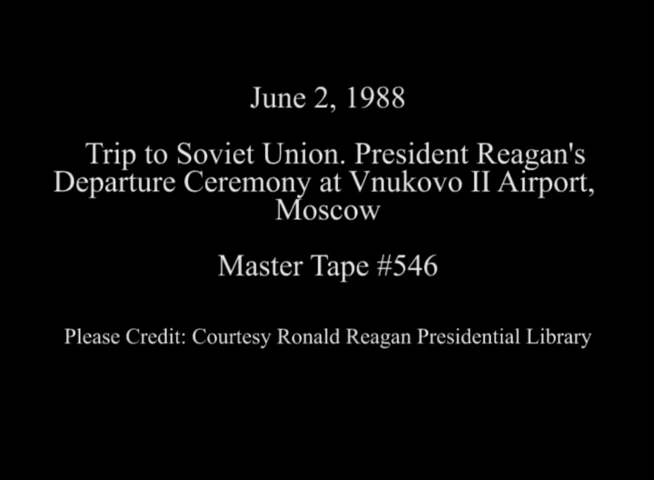 June 2, 1988
Trip to Soviet Union. President Reagan's
Departure Ceremony at Vnukovo II Airport,
Moscow
Master Tape #546
Please Credit: Courtesy Ronald Reagan Presidential Library